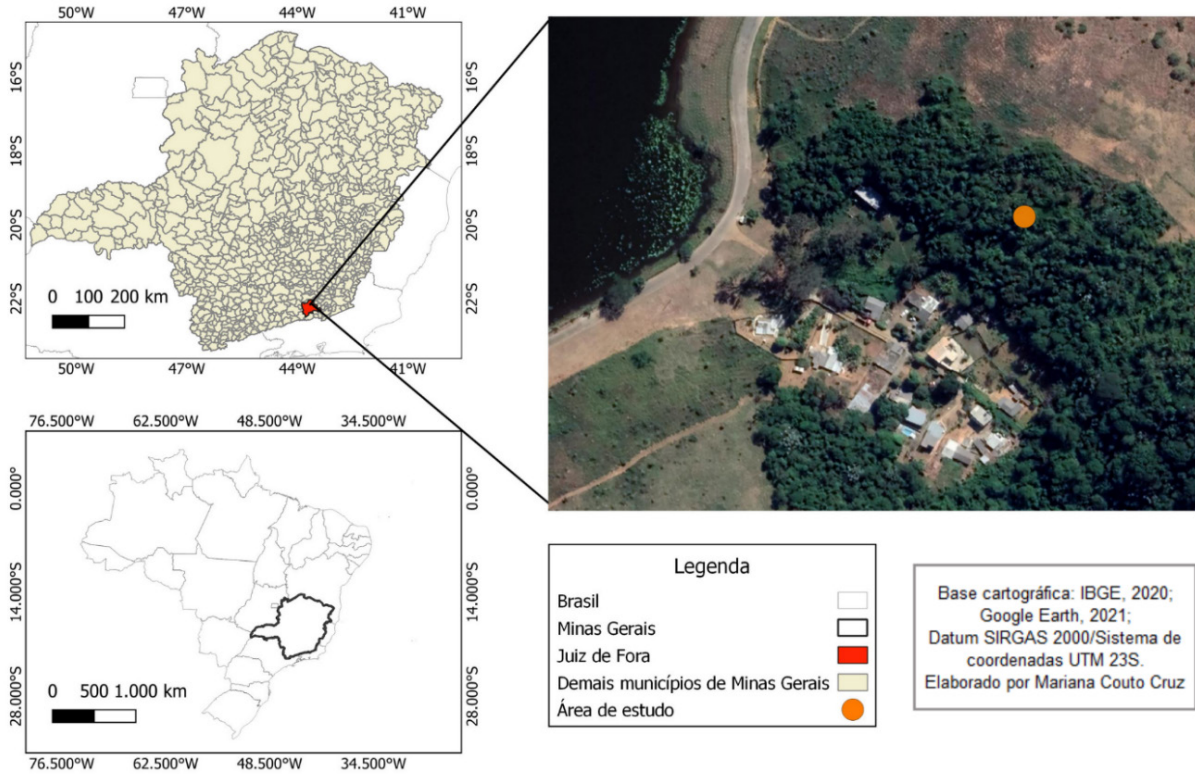 50°W 47°W 44°W 41°W
16°S 16°S
18°S 18°S
20°S 20°S
22°S 22°S
0 100 200 km
50°W 47°W 44°W 41°W
76.500°W 62.500°W 48.500°W 34.500°W
0.000° 0.000°
14.000°S 14.000°S
28.000°S 28.000°S
0 500 1.000 km
76.500°W 62.500°W 48.500°W 34.500°W
Legenda
Brasil
Minas Gerais
Juiz de Fora
Demais municípios de Minas Gerais
Área de estudo
Base cartográfica: IBGE, 2020;
Google Earth, 2021;
Datum SIRGAS 2000/Sistema de
coordenadas UTM 23S.
Elaborado por Mariana Couto Cruz